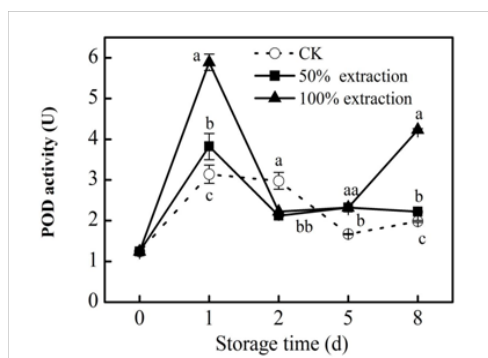 6
5
4
3
2
1
0
POD activity (U)
CK
50% extraction
100% extraction
a
b
c
a
bb
aa
b
a
b
c
0 1 2 5 8
Storage time (d)